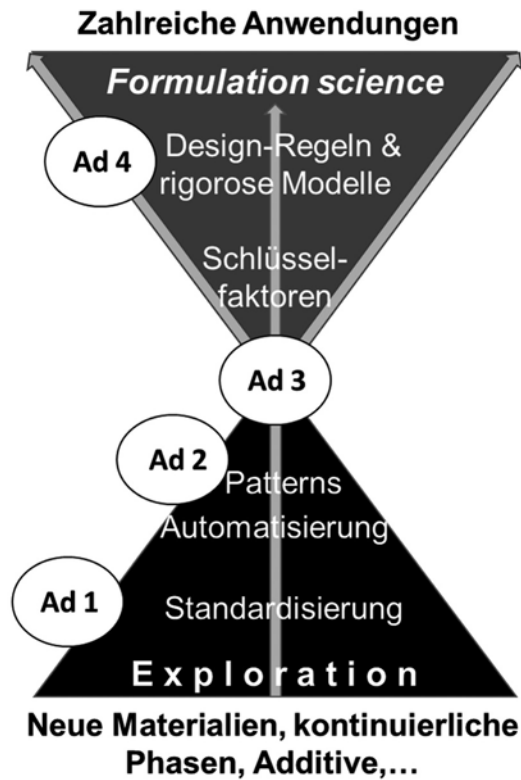 Zahlreiche Anwendungen
Formulation science
Ad 4
Design-Regeln &
rigorose Modelle
Schlüssel-
faktoren
Ad 3
Ad 2
Patterns
Automatisierung
Ad 1
Standardisierung
Exploration
Neue Materialien, kontinuierliche
Phasen, Additive,...